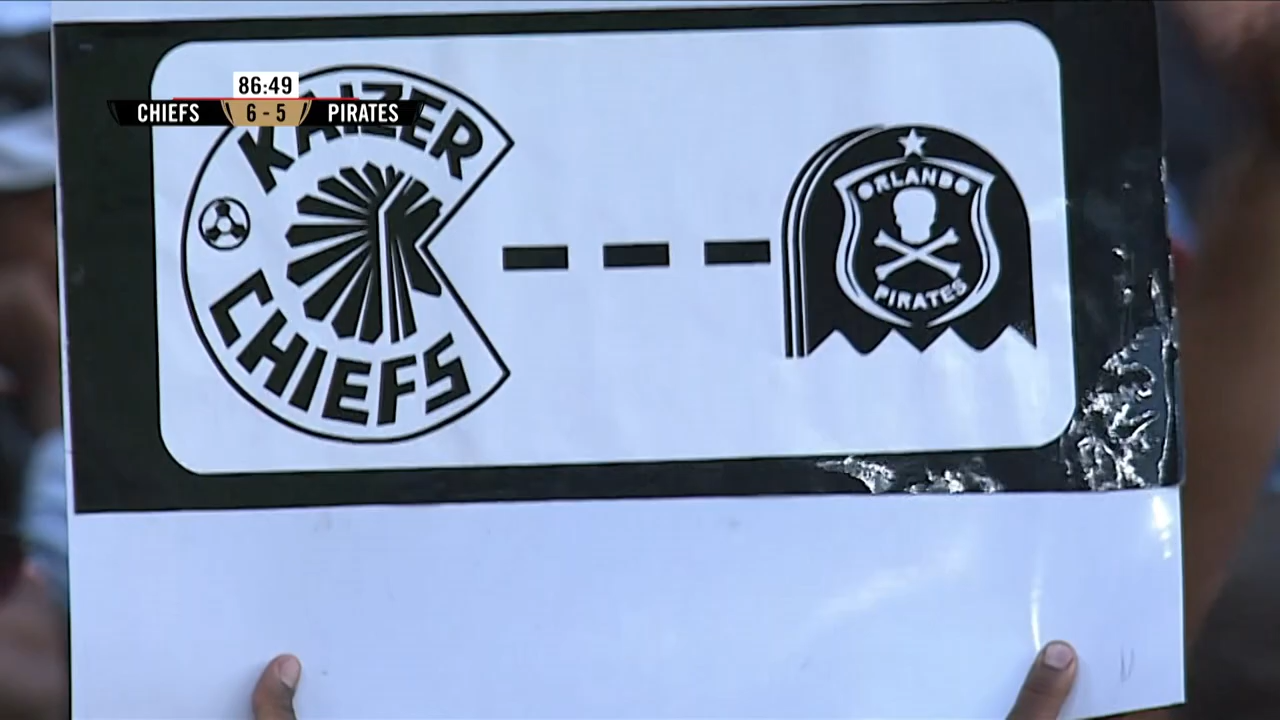 86:49
CHIEFS 6 - 5 PIRATES
KAIZER
CHIEFS
ORLANDO
PIRATES